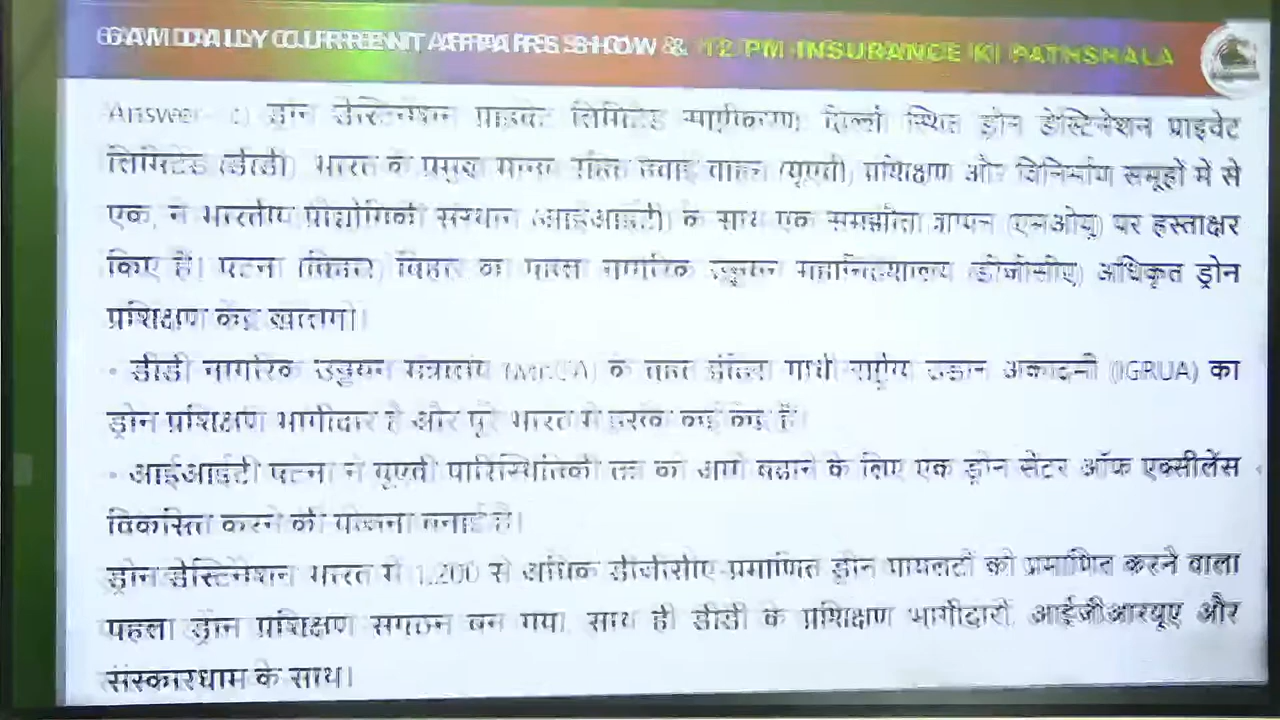 6AM DAILY CURRENT AFFAIRS SHOW & 12 PM INSURANCE KI PATHSHALA
Answer- c) ड्रोन डेस्टिनेशन प्राइवेट लिमिटेड स्पष्टीकरण: दिल्ली स्थित ड्रोन डेस्टिनेशन प्राइवेट
लिमिटेड (डीडी), भारत के प्रमुख मानव रहित हवाई वाहन (यूएवी) प्रशिक्षण और विनिर्माण समूहों में से
एक, ने भारतीय प्रौद्योगिकी संस्थान (आईआईटी) के साथ एक समझौता ज्ञापन (एमओयू) पर हस्ताक्षर
किए हैं। पटना (बिहार) बिहार का पहला नागरिक उड्डयन महानिदेशालय (डीजीसीए) अधिकृत ड्रोन
प्रशिक्षण केंद्र
• डीडी नागरिक उड्डयन मंत्रालय (MoCA) के तहत इंदिरा गांधी राष्ट्रीय उड़ान अकादमी (IGRUA) का
ड्रोन प्रशिक्षण भागीदार है और पूरे भारत में इसके कई केंद्र हैं।
• आईआईटी पटना ने यूएवी पारिस्थितिकी तंत्र को आगे बढ़ाने के लिए एक ड्रोन सेंटर ऑफ एक्सीलेंस
विकसित करने की योजना बनाई है।
ड्रोन डेस्टिनेशन भारत में 1,200 से अधिक डीजीसीए-प्रमाणित ड्रोन पायलटों को प्रमाणित करने वाला
पहला ड्रोन प्रशिक्षण संगठन बन गया, साथ ही डीडी के प्रशिक्षण भागीदारों, आईजीआरयूए और
संस्कारधाम के साथ।